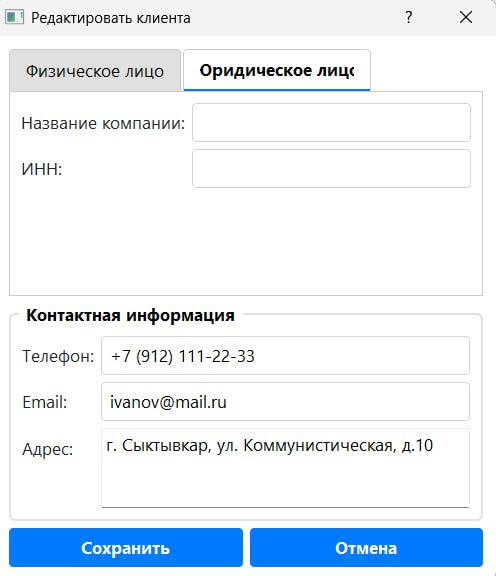 Редактировать клиента ?
Физическое лицо Юридическое лицо
Название компании:
ИНН:
Контактная информация
Телефон: +7 (912) 111-22-33
Email: ivanov@mail.ru
Адрес: г. Сыктывкар, ул. Коммунистическая, д.10
Сохранить Отмена